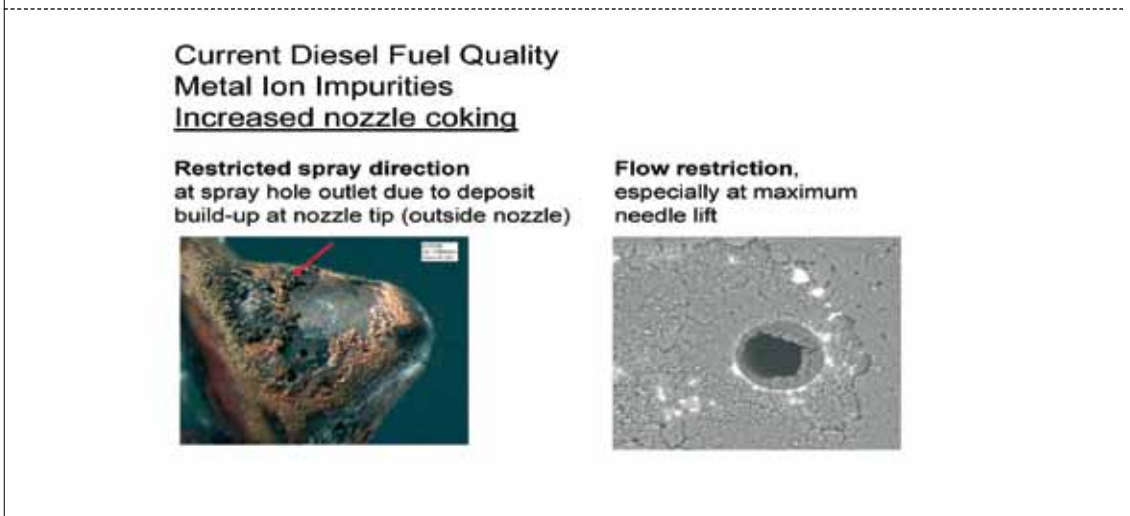 Current Diesel Fuel Quality
Metal Ion Impurities
Increased nozzle coking
Restricted spray direction
at spray hole outlet due to deposit
build-up at nozzle tip (outside nozzle)
Flow restriction,
especially at maximum
needle lift